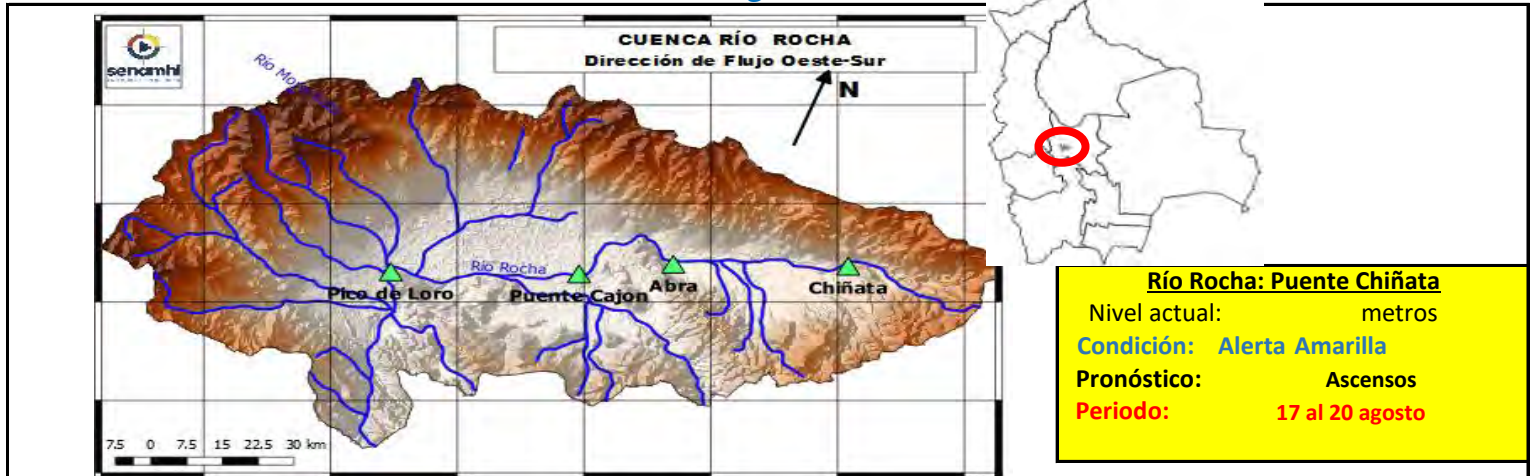 senamhi
CUENCA RÍO ROCHA
Dirección de Flujo Oeste-Sur
N
Río Rocha
Pico de Loro
Puente Cajon
Abra
Chiñata
7.5 0 7.5 15 22.5 30 km
Río Rocha: Puente Chiñata
Nivel actual: metros
Condición: Alerta Amarilla
Pronóstico: Ascensos
Periodo: 17 al 20 agosto